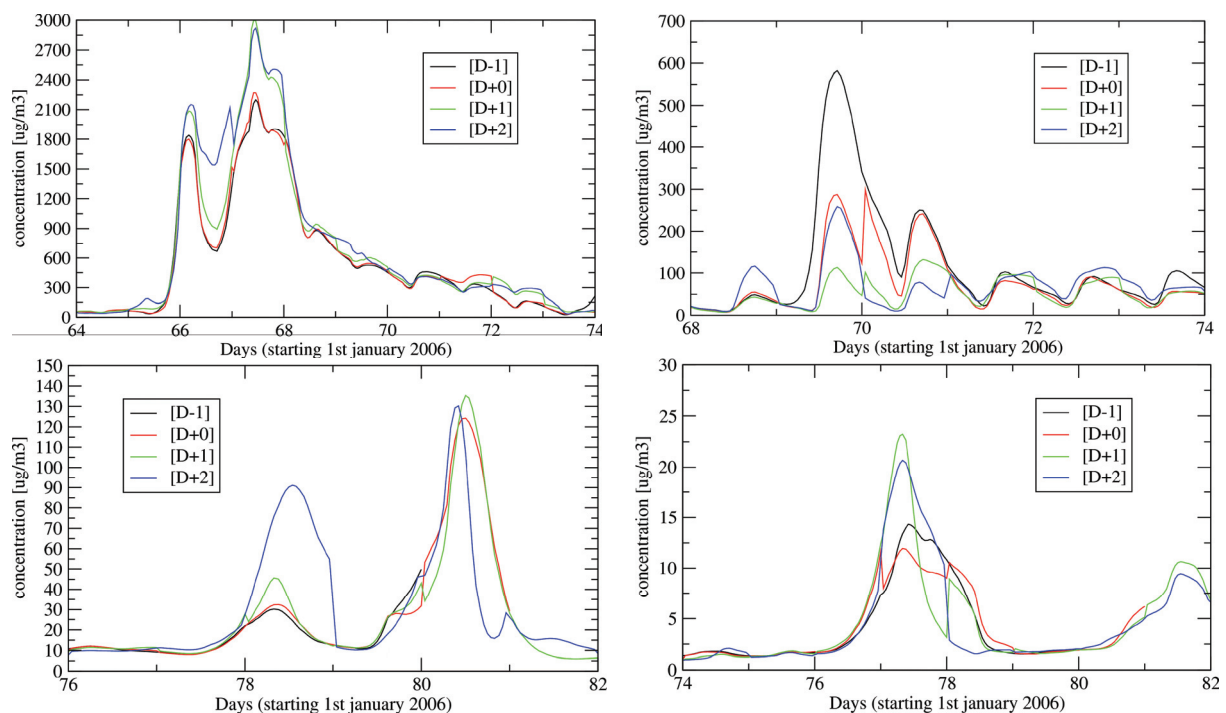 3000
2700
2400
2100
1800
1500
1200
900
600
300
0
concentration [ug/m3]
[D-1]
[D+0]
[D+1]
[D+2]
64 66 68 70 72 74
Days (starting 1st january 2006)
700
600
500
400
300
200
100
0
concentration [ug/m3]
[D-1]
[D+0]
[D+1]
[D+2]
68 70 72 74
Days (starting 1st january 2006)
150
140
130
120
110
100
90
80
70
60
50
40
30
20
10
0
concentration [ug/m3]
[D-1]
[D+0]
[D+1]
[D+2]
76 78 80 82
Days (starting 1st january 2006)
30
25
20
15
10
5
0
concentration [ug/m3]
[D-1]
[D+0]
[D+1]
[D+2]
74 76 78 80 82
Days (starting 1st january 2006)